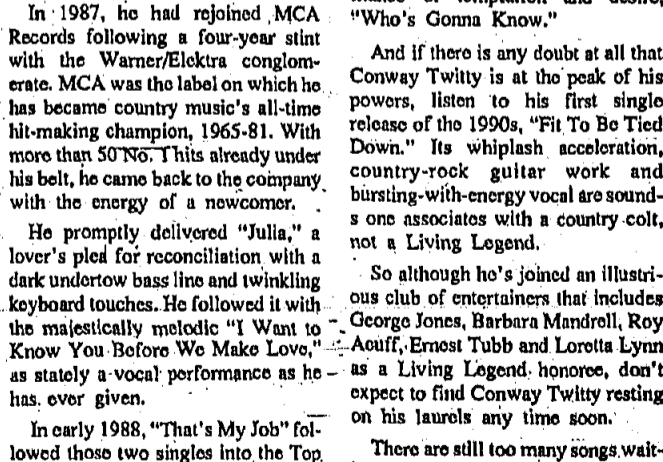 In 1987, he had rejoined MCA
Records following a four-year stint
with the Warner/Elektra conglom-
erate. MCA was the label on which he
has became country music's all-time
hit-making champion, 1965-81. With
more than 50 No. 1 hits already under
his belt, he came back to the company
with the energy of a newcomer.
He promptly delivered "Julia," a
lover's plea for reconciliation with a
dark undertow bass line and twinkling
keyboard touches. He followed it with
the majestically melodic "I Want to
Know You Before We Make Love,"
as stately a vocal performance as he
has ever given.
In early 1988, "That's My Job" fol-
lowed those two singles into the Top
"Who's Gonna Know."
And if there is any doubt at all that
Conway Twitty is at the peak of his
powers, listen to his first single
release of the 1990s, "Fit To Be Tied
Down." Its whiplash acceleration,
country-rock guitar work and
bursting-with-energy vocal are sound-
s one associates with a country colt,
not a Living Legend.
So although he's joined an illustri-
ous club of entertainers that includes
George Jones, Barbara Mandrell, Roy
Acuff, Ernest Tubb and Loretta Lynn
as a Living Legend honoree, don't
expect to find Conway Twitty resting
on his laurels any time soon.
There are still too many songs wait-